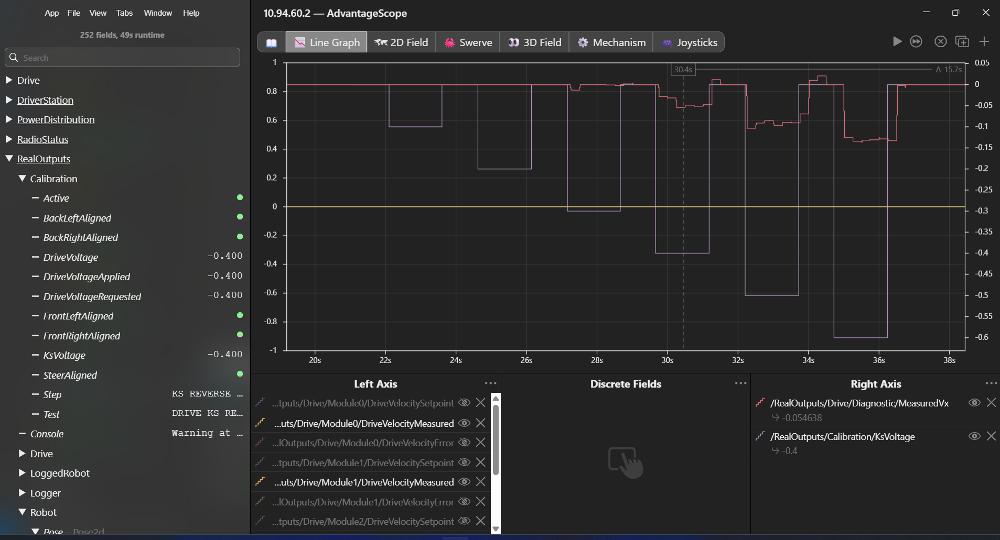 App File View Tabs Window Help
10.94.60.2 — AdvantageScope
252 fields, 49s runtime
Line Graph 2D Field Swerve 3D Field Mechanism Joysticks
Search
Drive
DriverStation
PowerDistribution
RadioStatus
RealOutputs
Calibration
Active
BackLeftAligned
BackRightAligned
DriveVoltage -0.400
DriveVoltageApplied -0.400
DriveVoltageRequested -0.400
FrontLeftAligned
FrontRightAligned
KsVoltage -0.400
SteerAligned
Step KS REVERSE ...
Test DRIVE KS RE...
Console Warning at ...
Drive
LoggedRobot
Logger
Robot
Pose – Pose2d
30.4s
Δ-15.7s
1
0.8
0.6
0.4
0.2
0
-0.2
-0.4
-0.6
-0.8
-1
0.05
0
-0.05
-0.1
-0.15
-0.2
-0.25
-0.3
-0.35
-0.4
-0.45
-0.5
-0.55
-0.6
20s 22s 24s 26s 28s 30s 32s 34s 36s 38s
Left Axis
...tputs/Drive/Module0/DriveVelocitySetpoint
...uts/Drive/Module0/DriveVelocityMeasured
...lOutputs/Drive/Module0/DriveVelocityError
...tputs/Drive/Module1/DriveVelocitySetpoint
...uts/Drive/Module1/DriveVelocityMeasured
...lOutputs/Drive/Module1/DriveVelocityError
...tputs/Drive/Module2/DriveVelocitySetpoint
Discrete Fields
Right Axis
/RealOutputs/Drive/Diagnostic/MeasuredVx
-0.054638
/RealOutputs/Calibration/KsVoltage
-0.4